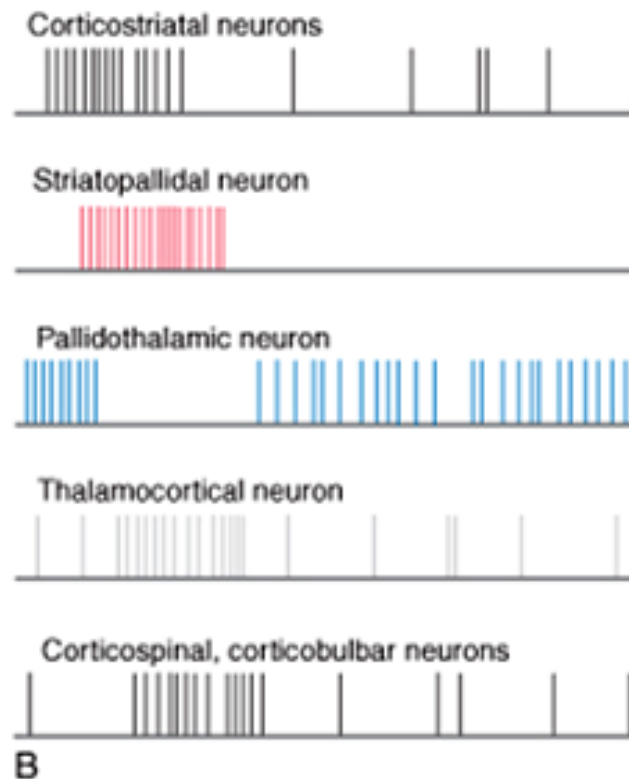 Corticostriatal neurons
Striatopallidal neuron
Pallidothalamic neuron
Thalamocortical neuron
Corticospinal, corticobulbar neurons
B